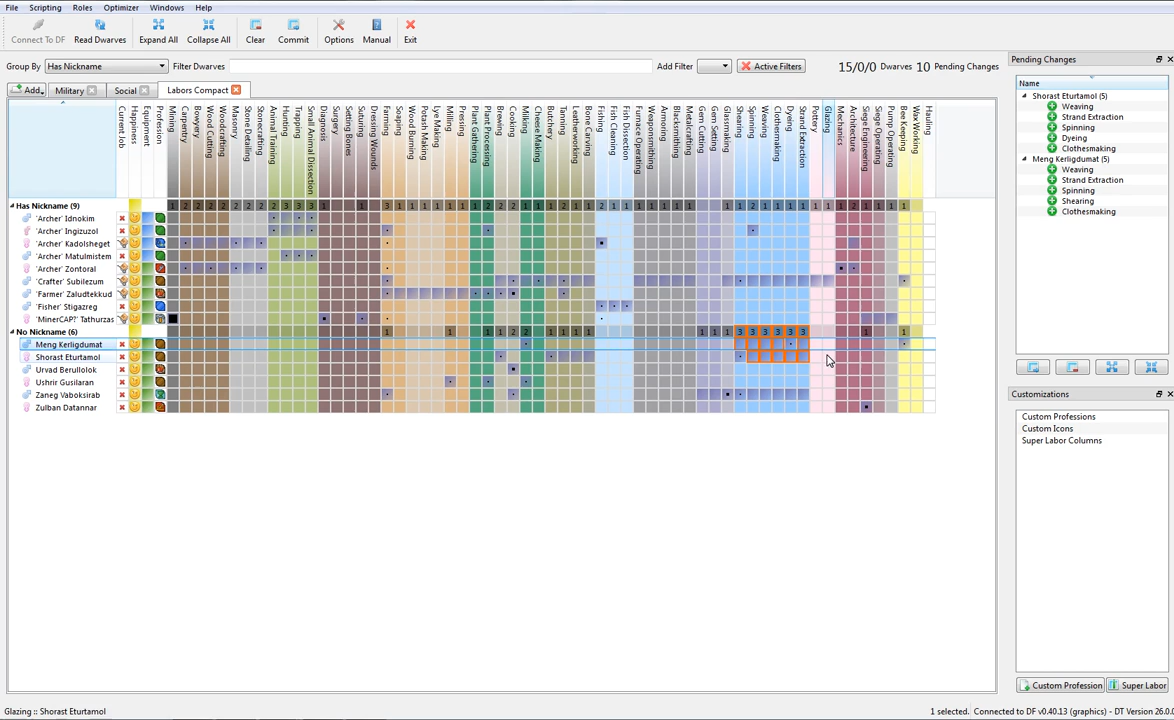 File Scripting Roles Optimizer Windows Help
Connect To DF Read Dwarves Expand All Collapse All Clear Commit Options Manual Exit
Group By Has Nickname Filter Dwarves Add Filter Active Filters 15/0/0 Dwarves 10 Pending Changes
Add... Military Social Labors Compact
Current Job Happiness Equipment Profession Mining Carpentry Bowyery Wood Cutting Woodcraft Masonry Stone Detailing Stonecrafting Animal Training Hunting Trapping Small Animal Dissection Diagnosis Surgery Setting Bones Suturing Dressing Wounds Farming Soaping Wood Burning Potash Making Lye Making Milling Pressing Plant Gathering Plant Processing Brewing Cooking Milking Cheese Making Butchery Tanning Leatherworking Bone Carving Fishing Fish Cleaning Fish Dissection Furnace Operating Weaponsmithing Armoring Blacksmithing Metalcrafting Gem Cutting Gem Setting Glassmaking Shearing Spinning Weaving Clothesmaking Dyeing Strand Extraction Pottery Glazing Mechanics Architecture Siege Engineering Siege Operating Pump Operating Bee Keeping Wax Working Hauling
Has Nickname (9)
'Archer' Idnokim
'Archer' Ingizuzol
'Archer' Kadolsheget
'Archer' Matulmistem
'Archer' Zontoral
'Crafter' Subilezum
'Farmer' Zaludtekkud
'Fisher' Stigazreg
'MinerCAP?' Tathurzas
No Nickname (6)
Meng Kerligdumat
Shorast Eturtamol
Urvad Berullolok
Ushrir Gusilaran
Zaneg Vaboksirab
Zulban Datannar
Pending Changes
Name
Shorast Eturtamol (5)
Weaving
Strand Extraction
Spinning
Dyeing
Clothesmaking
Meng Kerligdumat (5)
Weaving
Strand Extraction
Spinning
Shearing
Clothesmaking
Customizations
Custom Professions
Custom Icons
Super Labor Columns
Custom Profession Super Labor
Glazing :: Shorast Eturtamol 1 selected. Connected to DF v0.40.13 (graphics) - DT Version 26.0.